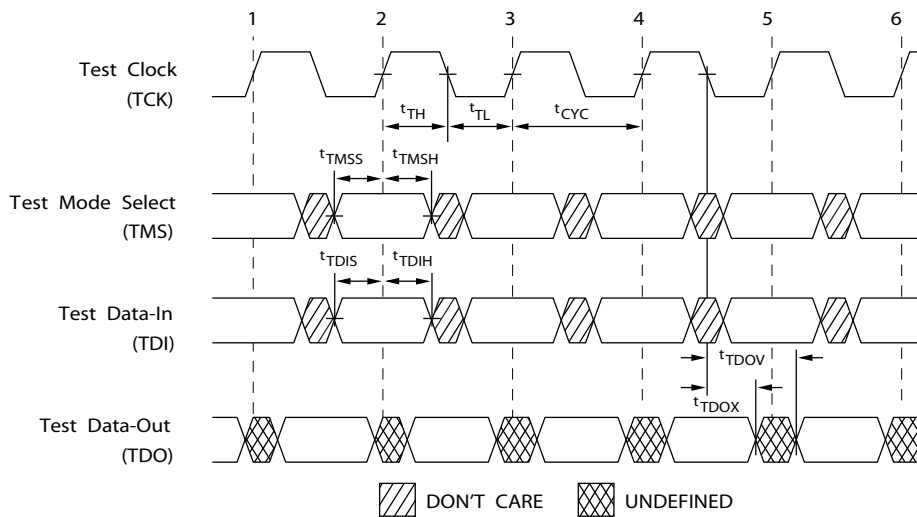 1 2 3 4 5 6
Test Clock
(TCK)
tTH tTL tCYC
tTMSS tTMSH
Test Mode Select
(TMS)
tTDIS tTDIH
Test Data-In
(TDI)
tTDOV
tTDOX
Test Data-Out
(TDO)
DON'T CARE UNDEFINED